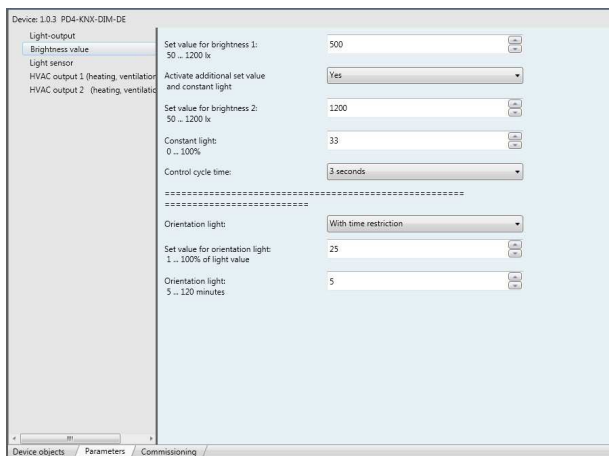 Device: 1.0.3 PD4-KNX-DIM-DE
Light-output
Brightness value
Light sensor
HVAC output 1 (heating, ventilation
HVAC output 2 (heating, ventilatic
Set value for brightness 1:
50 ... 1200 lx
500
Activate additional set value
and constant light
Yes
Set value for brightness 2:
50 ... 1200 lx
1200
Constant light:
0 ... 100%
33
Control cycle time:
3 seconds
======================================================
==========================
Orientation light:
With time restriction
Set value for orientation light:
1 ... 100% of light value
25
Orientation light:
5 ... 120 minutes
5
Device objects
Parameters
Commissioning